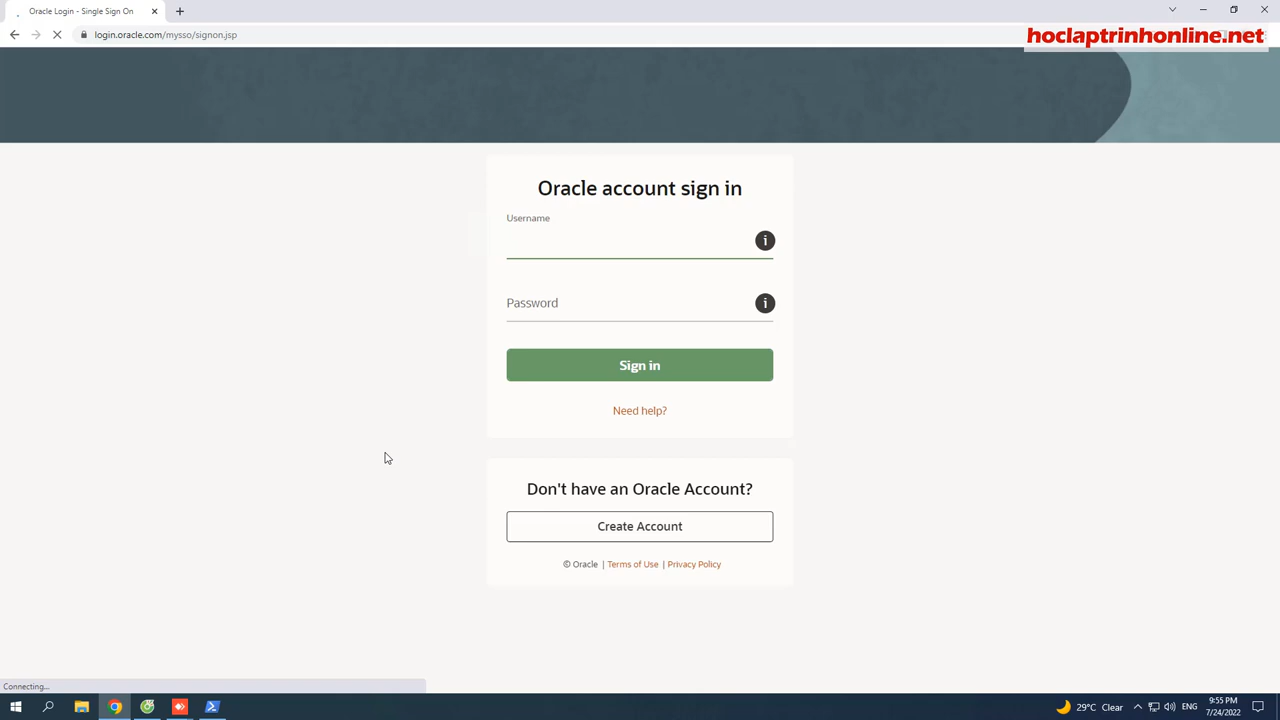 Oracle Login - Single Sign On
login.oracle.com/mysso/signon.jsp
hoclaptrinhonline.net
Oracle account sign in
Username
i
Password
i
Sign in
Need help?
Don't have an Oracle Account?
Create Account
© Oracle | Terms of Use | Privacy Policy
Connecting...
29°C Clear
ENG
9:55 PM
7/24/2022